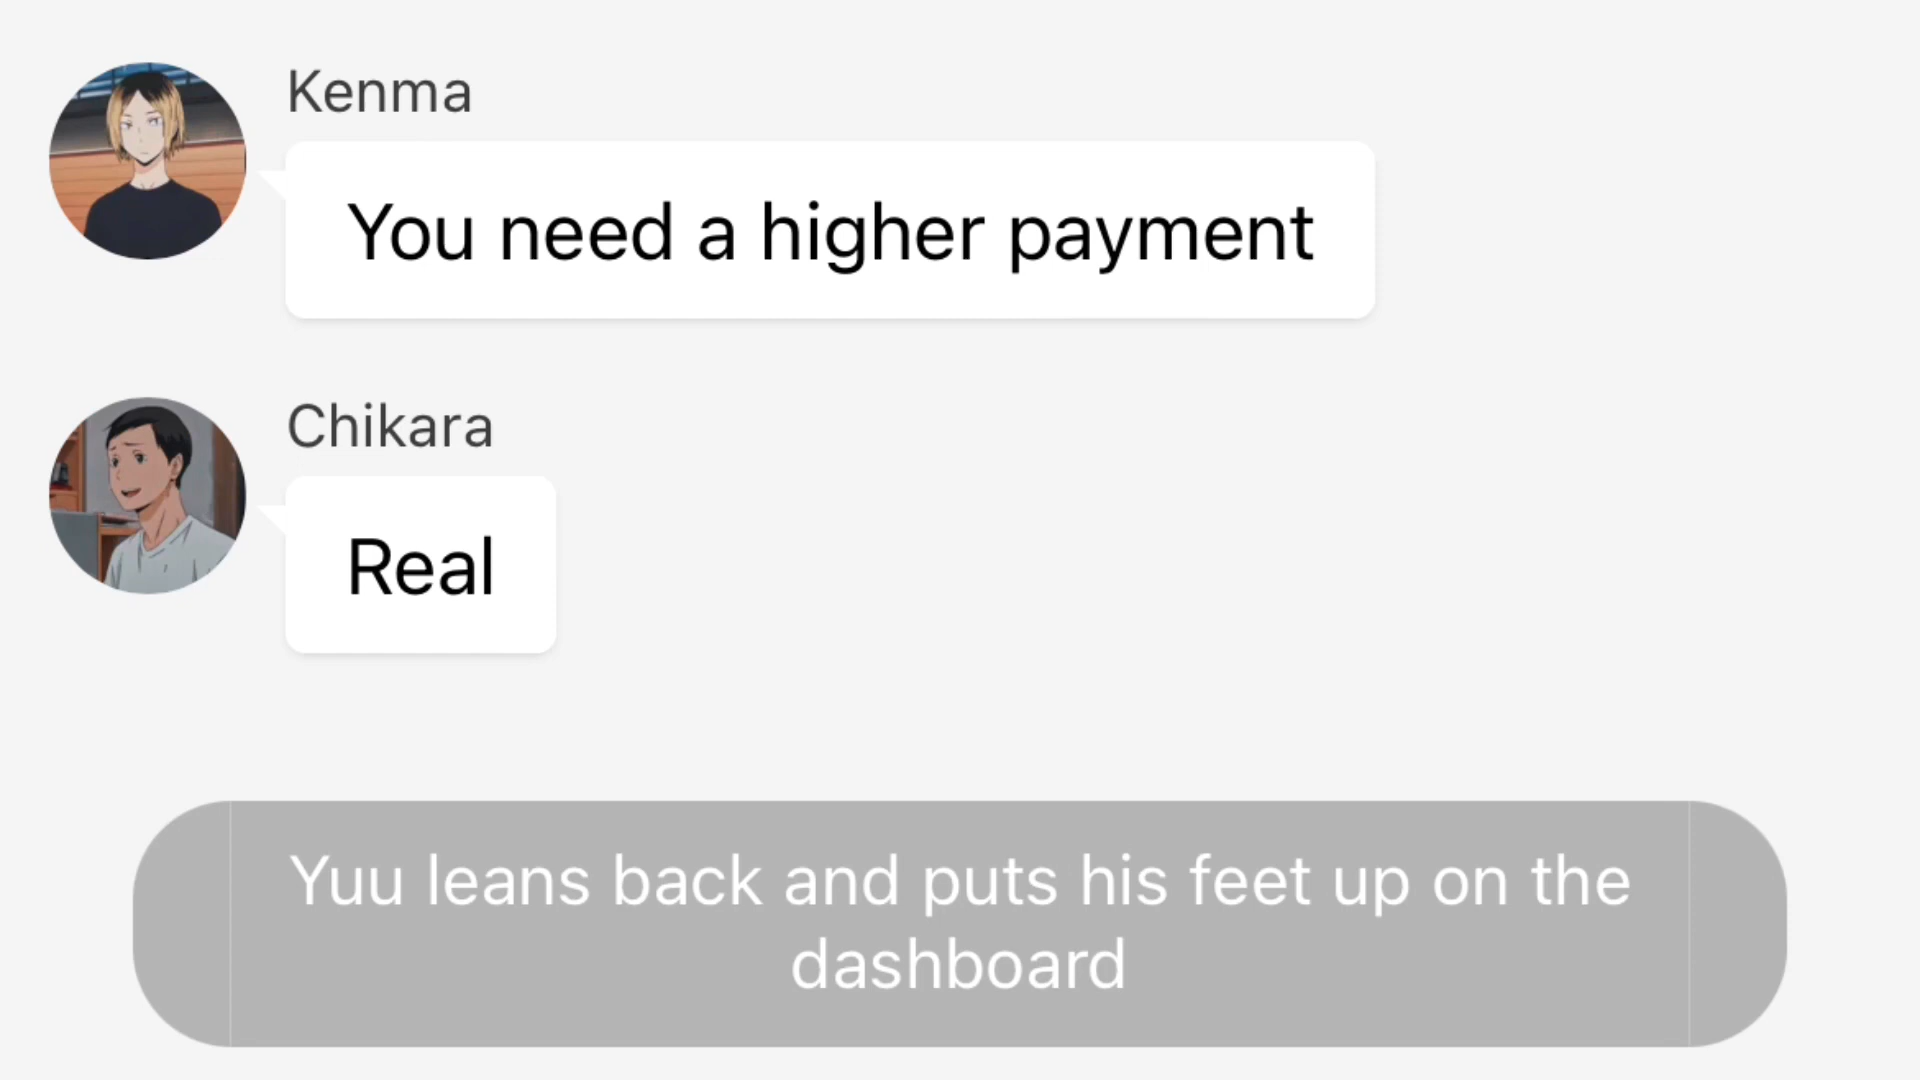 Kenma
You need a higher payment
Chikara
Real
Yuu leans back and puts his feet up on the
dashboard